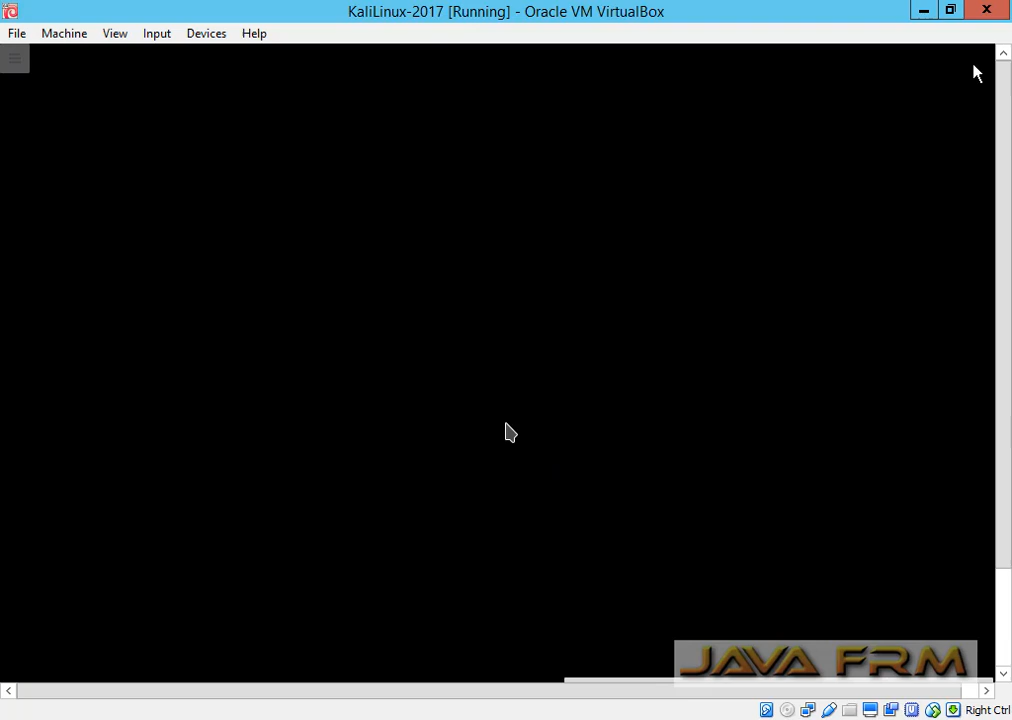 KaliLinux-2017 [Running] - Oracle VM VirtualBox
File Machine View Input Devices Help
JAVA FRM
Right Ctrl